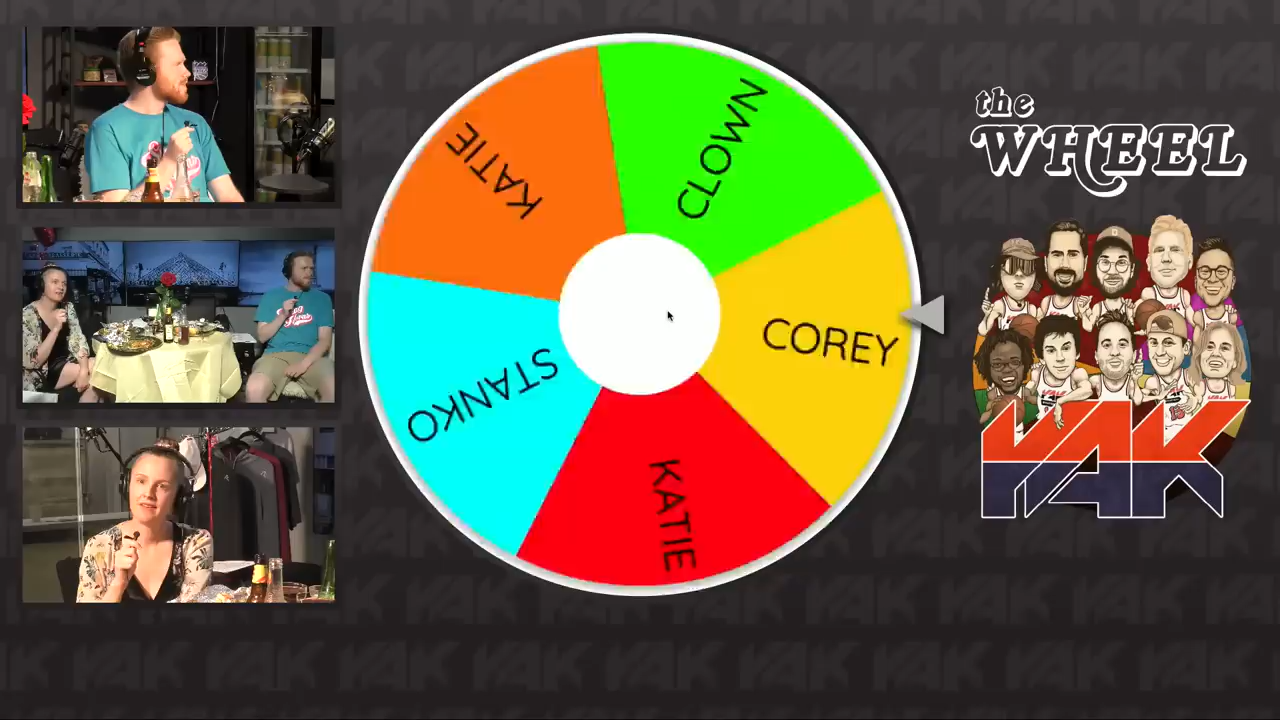 KATIE
CLOWN
COREY
STANKO
KATIE
the
WHEEL
YAK